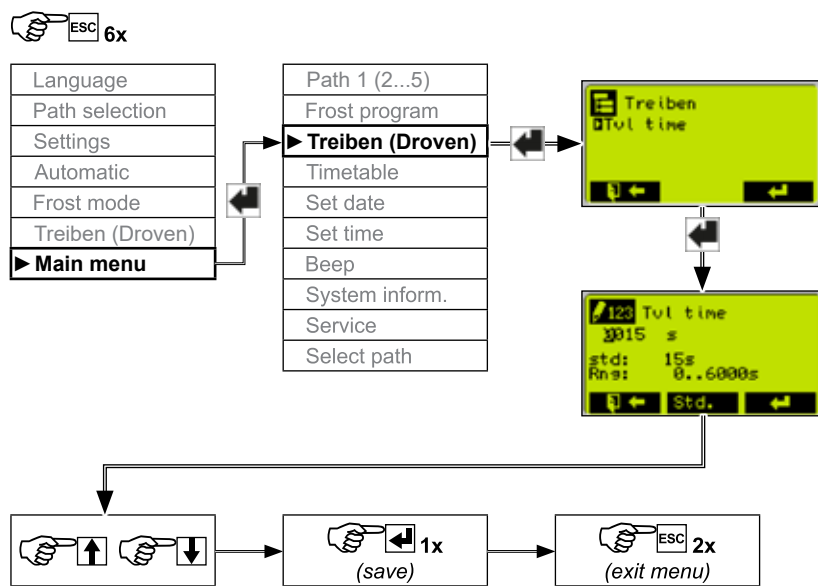 ESC 6x
Language
Path selection
Settings
Automatic
Frost mode
Treiben (Droven)
Main menu
Path 1 (2...5)
Frost program
Treiben (Droven)
Timetable
Set date
Set time
Beep
System inform.
Service
Select path
Treiben
Tvl time
123 Tvl time
0015 s
std: 15s
Rng: 0..6000s
Std.
1x
(save)
ESC 2x
(exit menu)